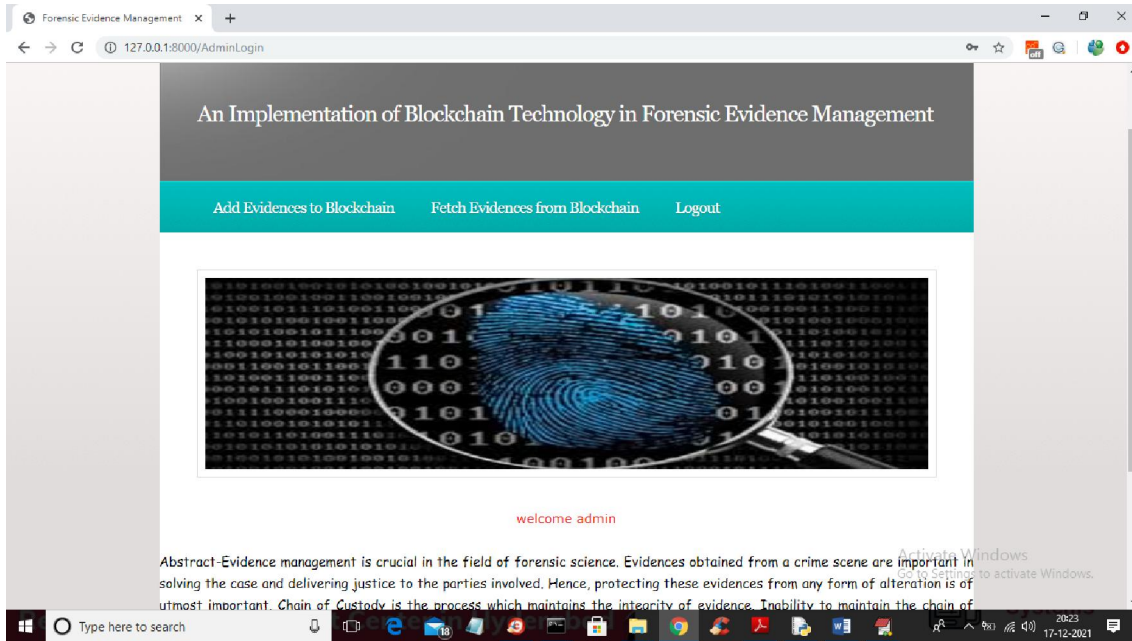 Forensic Evidence Management
127.0.0.1:8000/AdminLogin
off
An Implementation of Blockchain Technology in Forensic Evidence Management
Add Evidences to Blockchain Fetch Evidences from Blockchain Logout
welcome admin
Abstract-Evidence management is crucial in the field of forensic science. Evidences obtained from a crime scene are important in
solving the case and delivering justice to the parties involved. Hence, protecting these evidences from any form of alteration is of
utmost important. Chain of Custody is the process which maintains the integrity of evidence. Inability to maintain the chain of
Activate Windows
Go to Settings to activate Windows.
Type here to search
18
20:23
17-12-2021